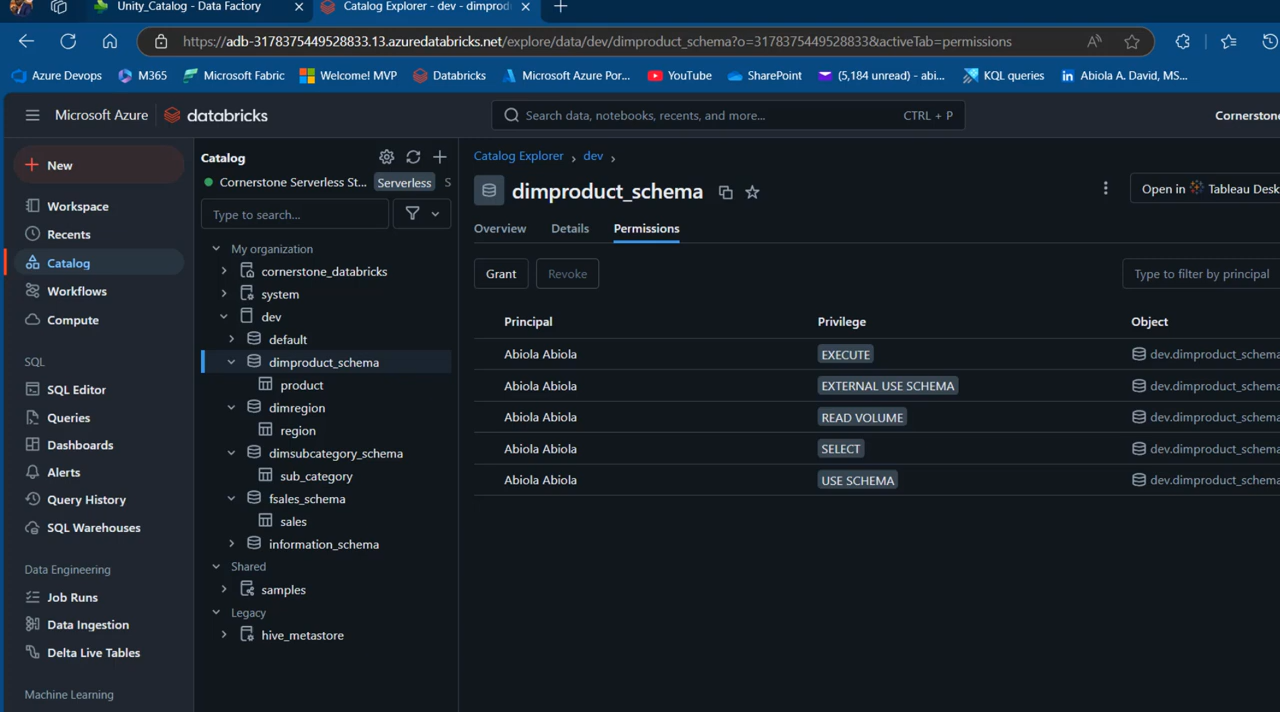 Unity_Catalog - Data Factory
Catalog Explorer - dev - dimprodu
https://adb-3178375449528833.13.azuredatabricks.net/explore/data/dev/dimproduct_schema?o=3178375449528833&activeTab=permissions
Azure Devops M365 Microsoft Fabric Welcome! MVP Databricks Microsoft Azure Por... YouTube SharePoint (5,184 unread) - abi... KQL queries Abiola A. David, MS...
Microsoft Azure databricks Search data, notebooks, recents, and more... CTRL + P Cornerstone
New
Workspace
Recents
Catalog
Workflows
Compute
SQL
SQL Editor
Queries
Dashboards
Alerts
Query History
SQL Warehouses
Data Engineering
Job Runs
Data Ingestion
Delta Live Tables
Machine Learning
Catalog
Cornerstone Serverless St... Serverless S
Type to search...
My organization
cornerstone_databricks
system
dev
default
dimproduct_schema
product
dimregion
region
dimsubcategory_schema
sub_category
fsales_schema
sales
information_schema
Shared
samples
Legacy
hive_metastore
Catalog Explorer > dev >
dimproduct_schema
Open in Tableau Desk
Overview Details Permissions
Grant Revoke Type to filter by principal
Principal Privilege Object
Abiola Abiola EXECUTE dev.dimproduct_schema
Abiola Abiola EXTERNAL USE SCHEMA dev.dimproduct_schema
Abiola Abiola READ VOLUME dev.dimproduct_schema
Abiola Abiola SELECT dev.dimproduct_schema
Abiola Abiola USE SCHEMA dev.dimproduct_schema